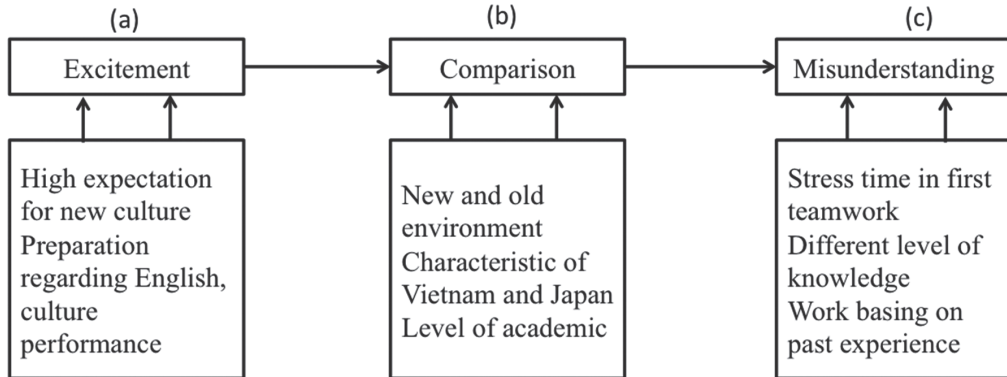 (a)
Excitement
High expectation
for new culture
Preparation
regarding English,
culture
performance
(b)
Comparison
New and old
environment
Characteristic of
Vietnam and Japan
Level of academic
(c)
Misunderstanding
Stress time in first
teamwork
Different level of
knowledge
Work basing on
past experience